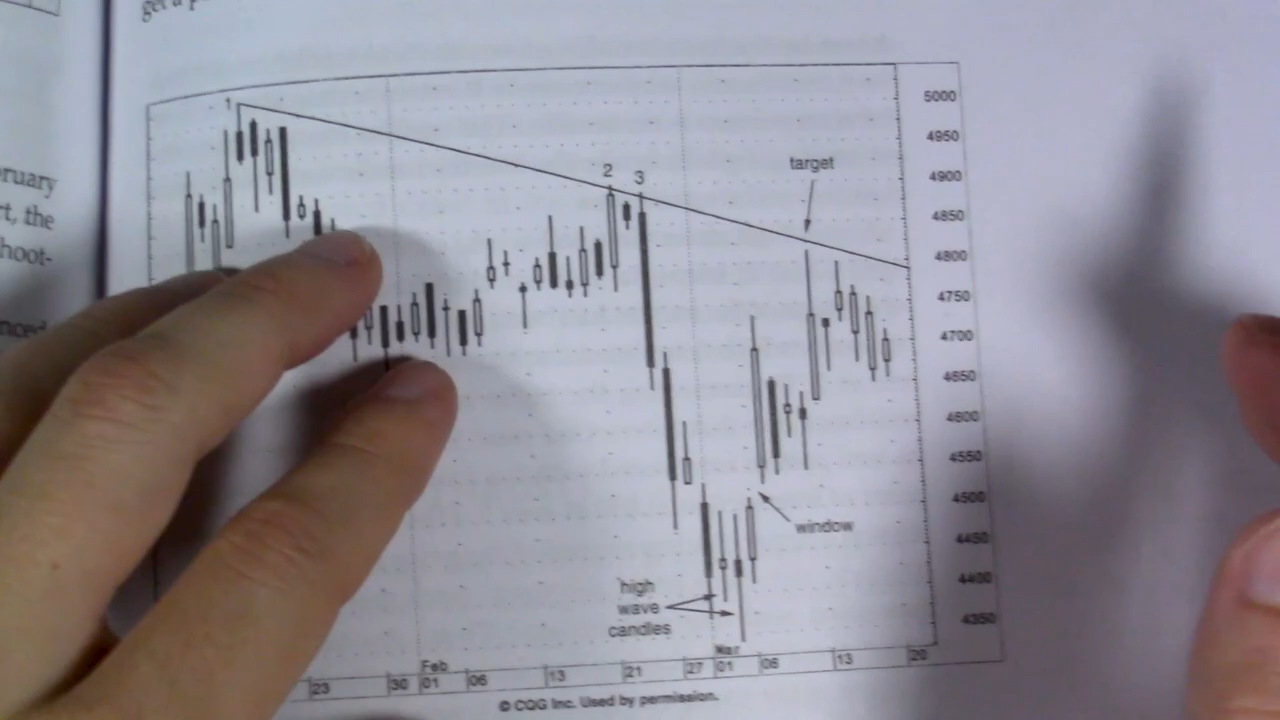 get a p
ruary
rt, the
hoot-
nced
1
2
3
target
window
high
wave
candles
5000
4950
4900
4850
4800
4750
4700
4650
4600
4550
4500
4450
4400
4350
Feb
Mar
23
30
01
06
13
21
27
01
06
13
20
© CQG Inc. Used by permission.